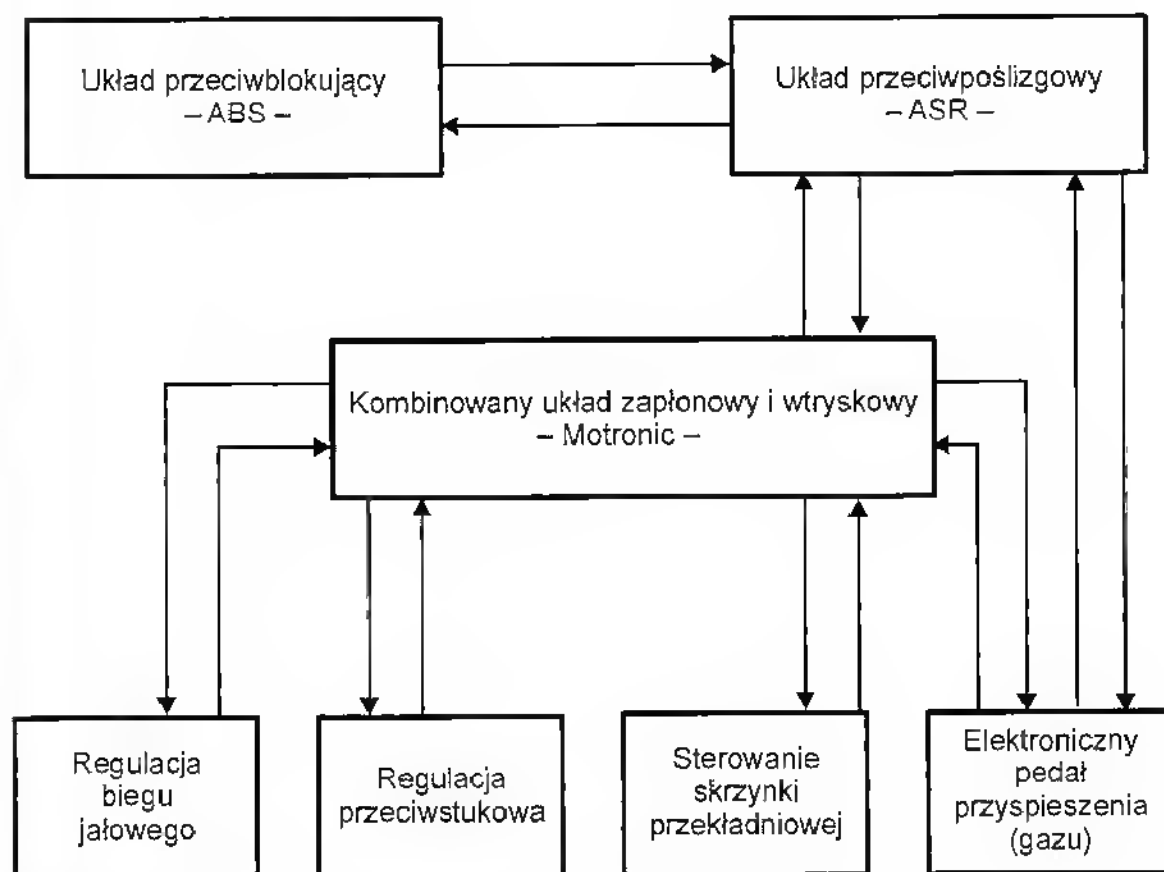 Układ przeciwblokujący
– ABS –
Układ przeciwpoślizgowy
– ASR –
Kombinowany układ zapłonowy i wtryskowy
– Motronic –
Regulacja
biegu
jałowego
Regulacja
przeciwstukowa
Sterowanie
skrzynki
przekładniowej
Elektroniczny
pedał
przyspieszenia
(gazu)